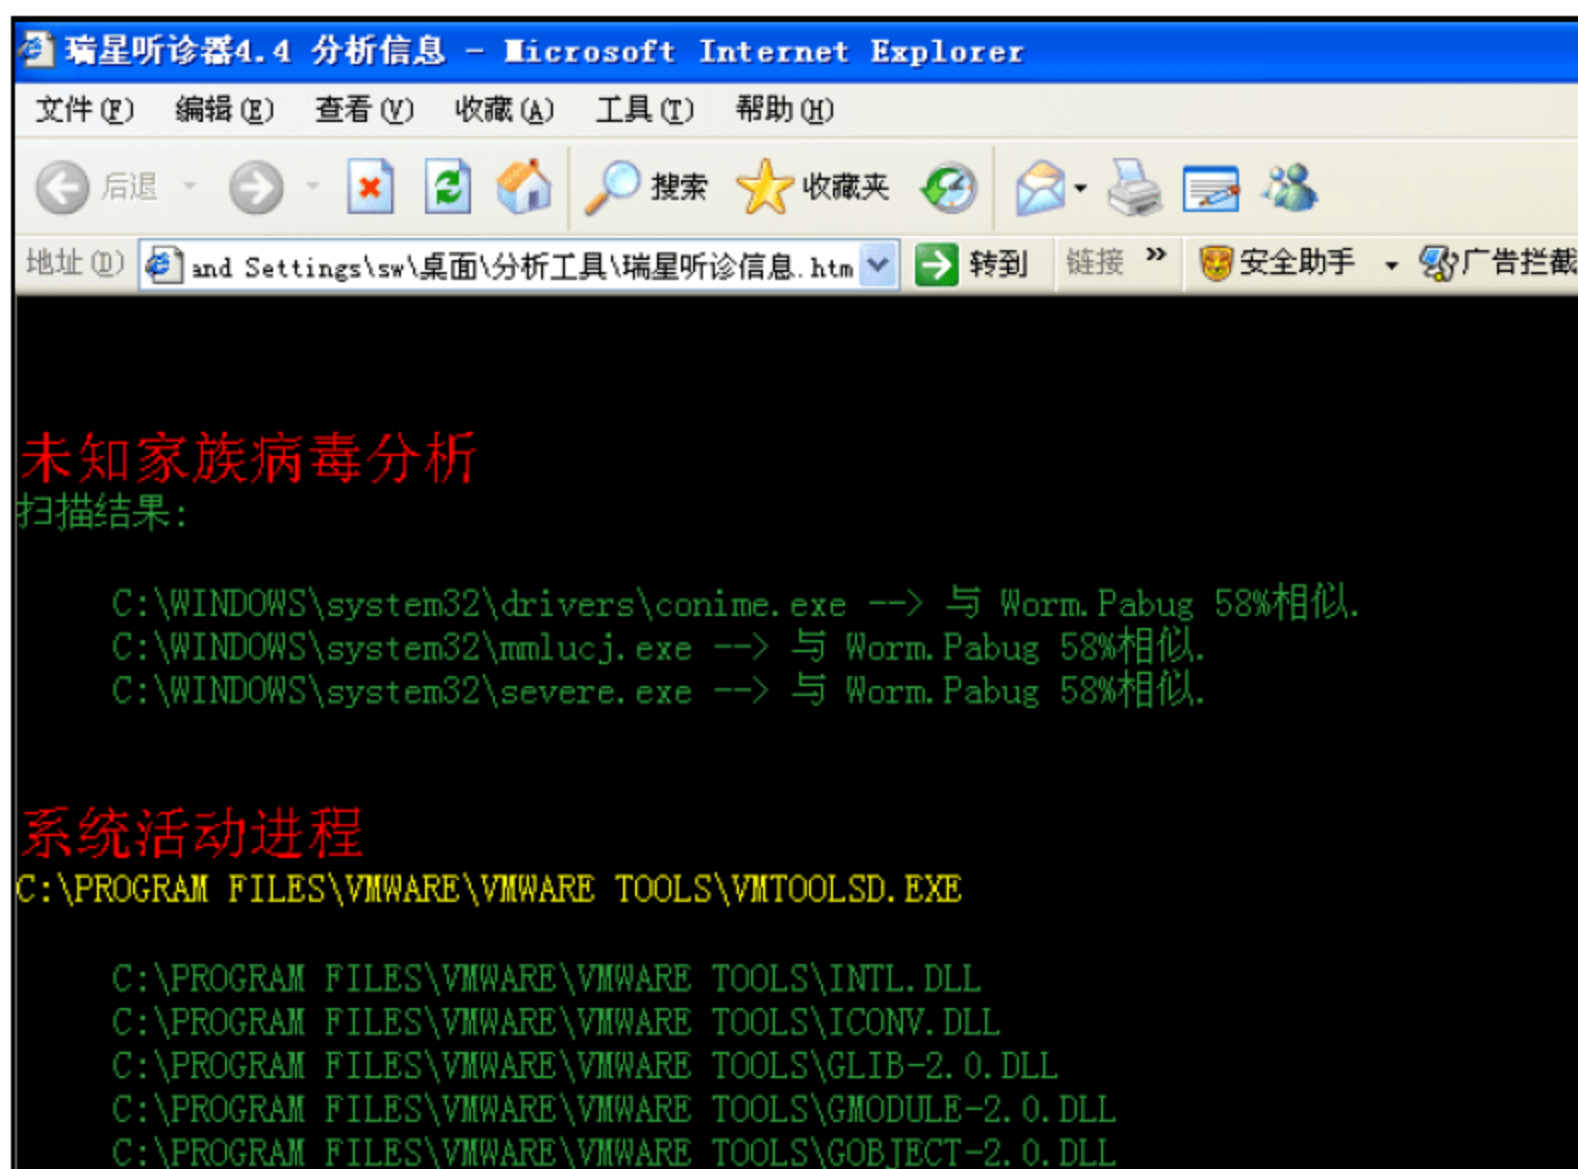 瑞星听诊器4.4 分析信息 - Microsoft Internet Explorer
文件(F) 编辑(E) 查看(V) 收藏(A) 工具(T) 帮助(H)
后退 搜索 收藏夹
地址(D) and Settings\sw\桌面\分析工具\瑞星听诊信息.htm 转到 链接 » 安全助手 广告拦截
未知家族病毒分析
扫描结果:
C:\WINDOWS\system32\drivers\conime.exe --> 与 Worm.Pabug 58%相似.
C:\WINDOWS\system32\mmlucj.exe --> 与 Worm.Pabug 58%相似.
C:\WINDOWS\system32\severe.exe --> 与 Worm.Pabug 58%相似.
系统活动进程
C:\PROGRAM FILES\VMWARE\VMWARE TOOLS\VMTOOLSD.EXE
C:\PROGRAM FILES\VMWARE\VMWARE TOOLS\INTL.DLL
C:\PROGRAM FILES\VMWARE\VMWARE TOOLS\ICONV.DLL
C:\PROGRAM FILES\VMWARE\VMWARE TOOLS\GLIB-2.0.DLL
C:\PROGRAM FILES\VMWARE\VMWARE TOOLS\GMODULE-2.0.DLL
C:\PROGRAM FILES\VMWARE\VMWARE TOOLS\GOBJECT-2.0.DLL